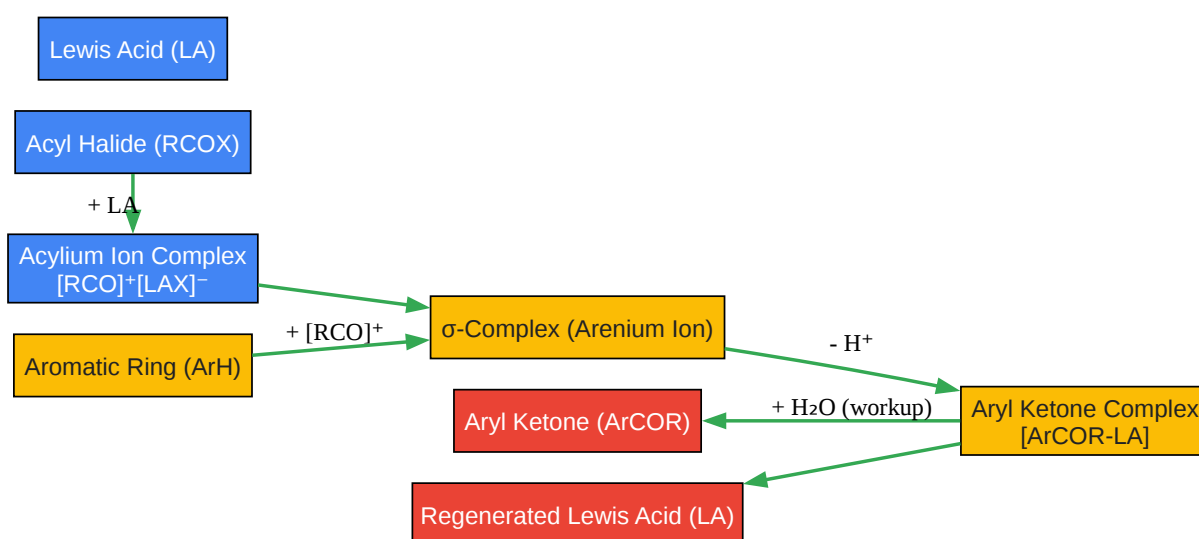 Lewis Acid (LA)
Acyl Halide (RCOX)
+ LA
Acylium Ion Complex
[RCO]⁺[LAX]⁻
+ [RCO]⁺
Aromatic Ring (ArH)
σ-Complex (Arenium Ion)
- H⁺
Aryl Ketone (ArCOR)
+ H₂O (workup)
Aryl Ketone Complex
[ArCOR-LA]
Regenerated Lewis Acid (LA)